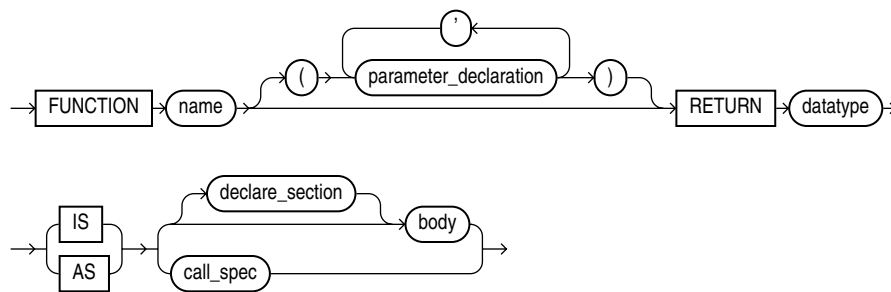 ,
( parameter_declaration )
FUNCTION name RETURN datatype
declare_section
IS body
AS call_spec